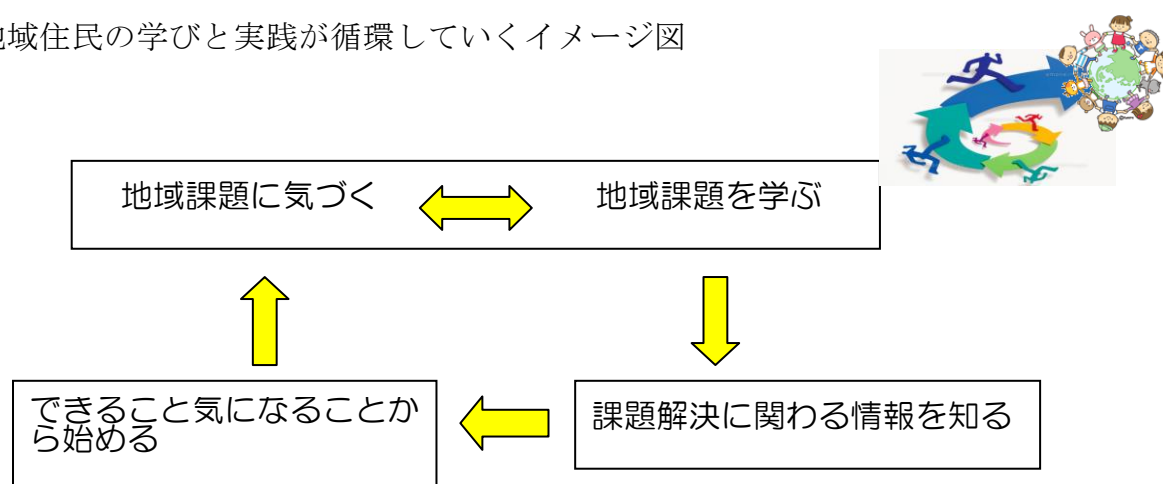 域住民の学びと実践が循環していくイメージ図
地域課題に気づく
地域課題を学ぶ
できること気になることか
ら始める
課題解決に関わる情報を知る